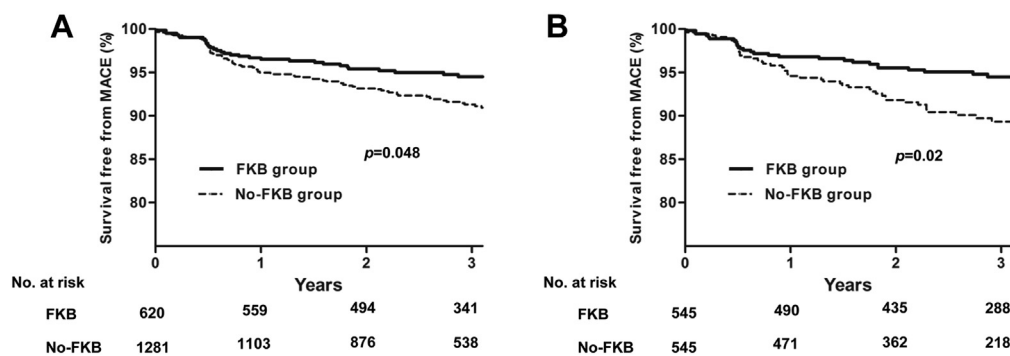 A
Survival free from MACE (%)
100
95
90
85
80
p=0.048
FKB group
No-FKB group
0 1 2 3
Years
No. at risk
FKB 620 559 494 341
No-FKB 1281 1103 876 538
B
Survival free from MACE (%)
100
95
90
85
80
p=0.02
FKB group
No-FKB group
0 1 2 3
Years
No. at risk
FKB 545 490 435 288
No-FKB 545 471 362 218